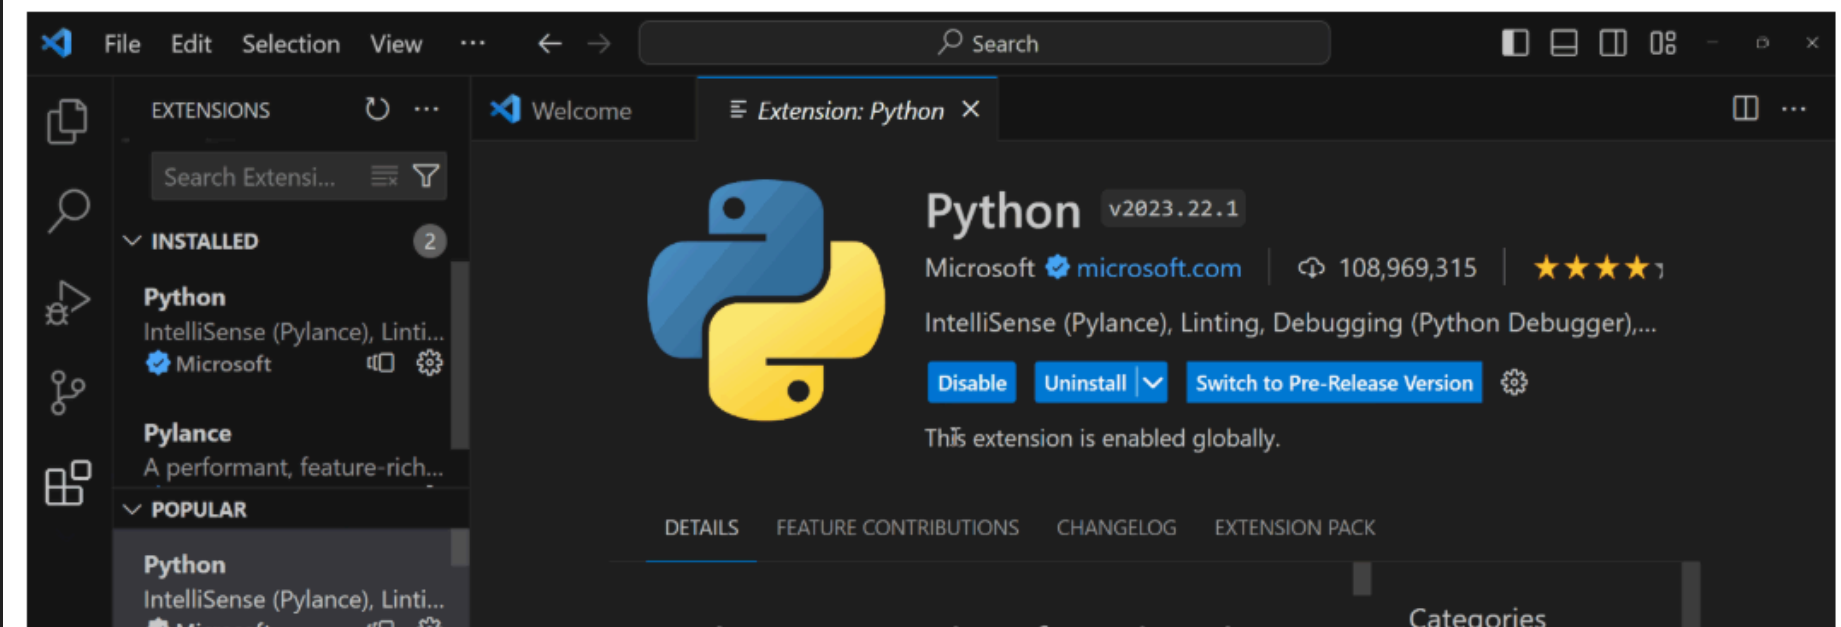 File Edit Selection View ··· Search
EXTENSIONS ···
Welcome
Extension: Python
···
Search Extensi...
INSTALLED 2
Python
IntelliSense (Pylance), Linti...
Microsoft
Pylance
A performant, feature-rich...
POPULAR
Python
IntelliSense (Pylance), Linti...
Python v2023.22.1
Microsoft microsoft.com 108,969,315
IntelliSense (Pylance), Linting, Debugging (Python Debugger),...
Disable Uninstall Switch to Pre-Release Version
This extension is enabled globally.
DETAILS FEATURE CONTRIBUTIONS CHANGELOG EXTENSION PACK
Categories